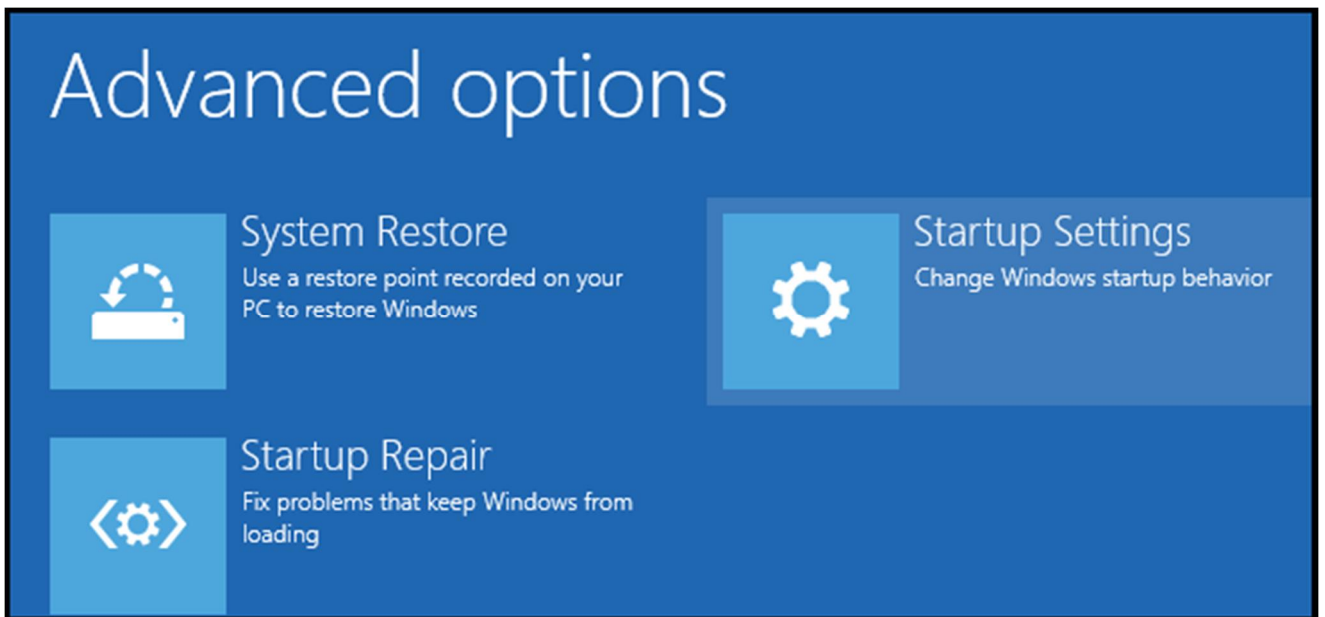 Advanced options
System Restore
Use a restore point recorded on your
PC to restore Windows
Startup Settings
Change Windows startup behavior
Startup Repair
Fix problems that keep Windows from
loading